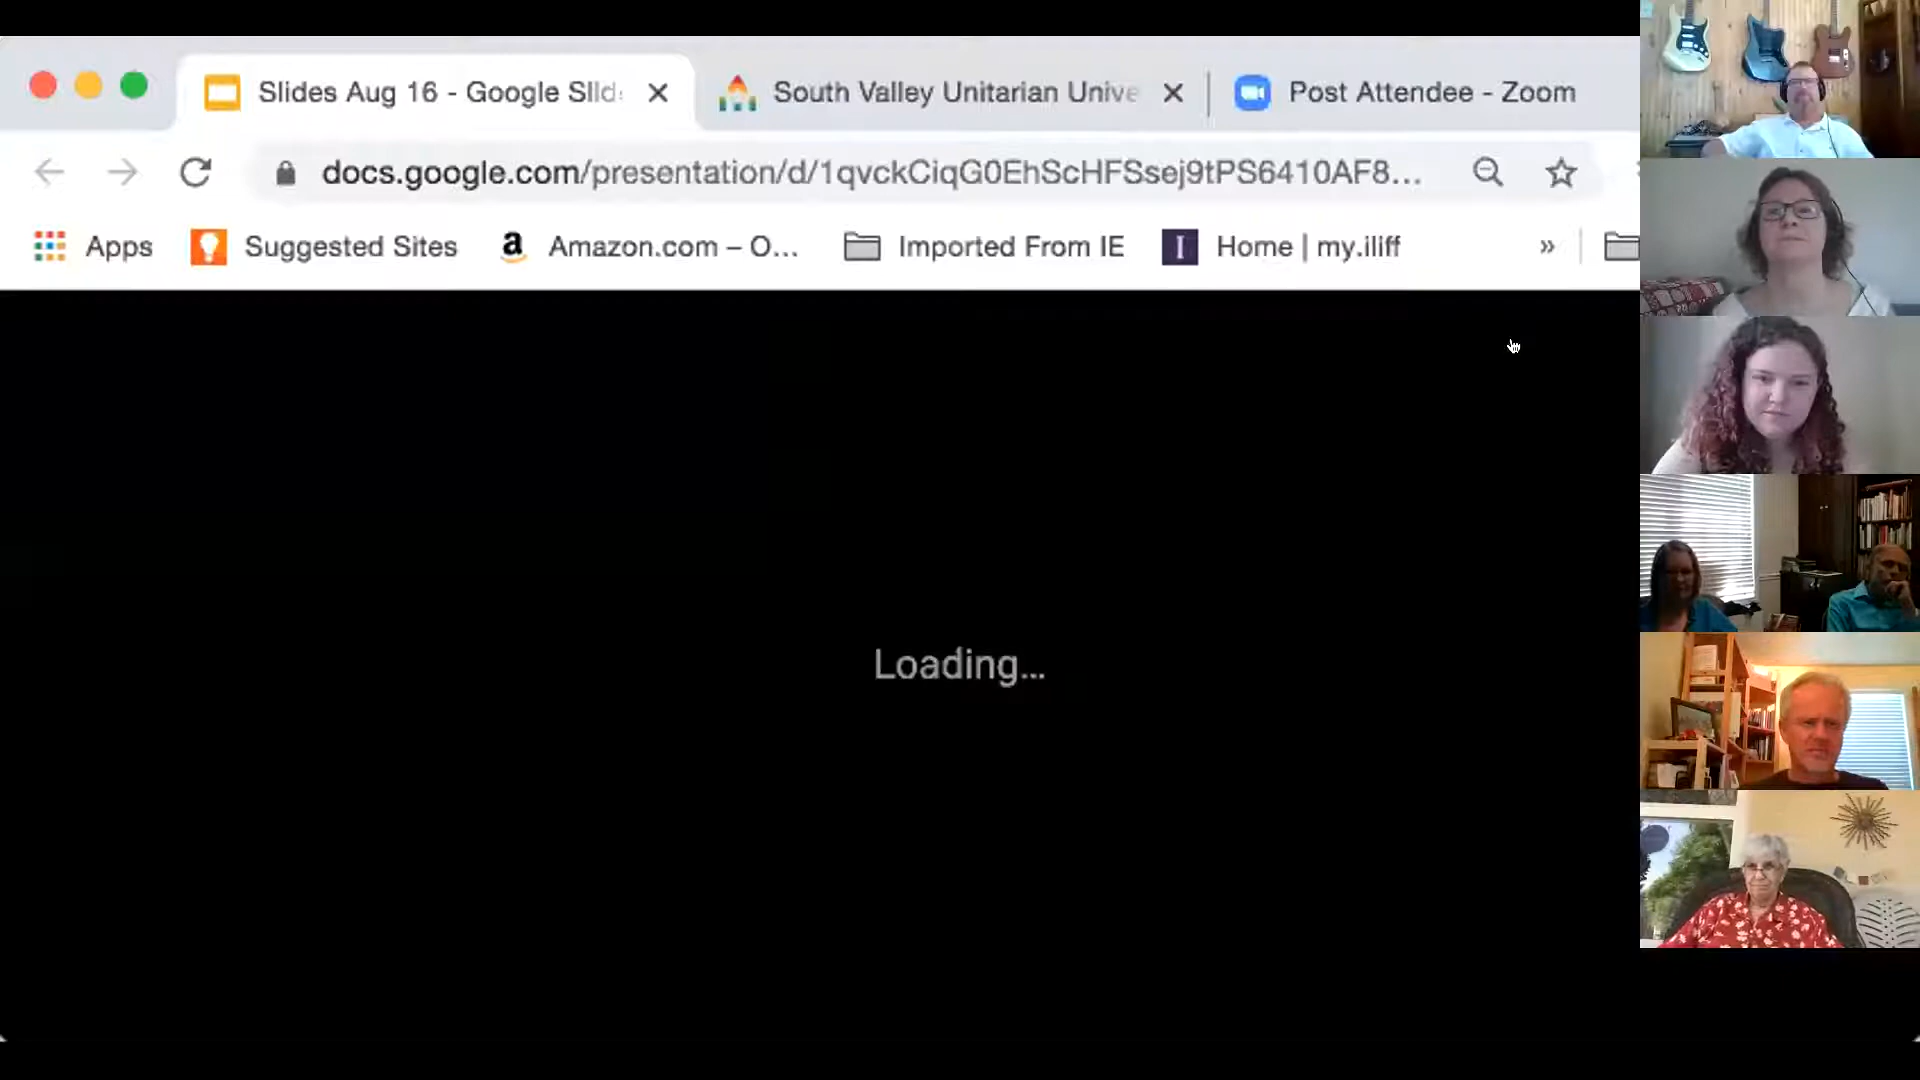 Slides Aug 16 - Google Slid
South Valley Unitarian Unive
Post Attendee - Zoom
docs.google.com/presentation/d/1qvckCiqG0EhScHFSsej9tPS6410AF8...
Apps
Suggested Sites
a
Amazon.com – O...
Imported From IE
I
Home | my.iliff
»
Loading...